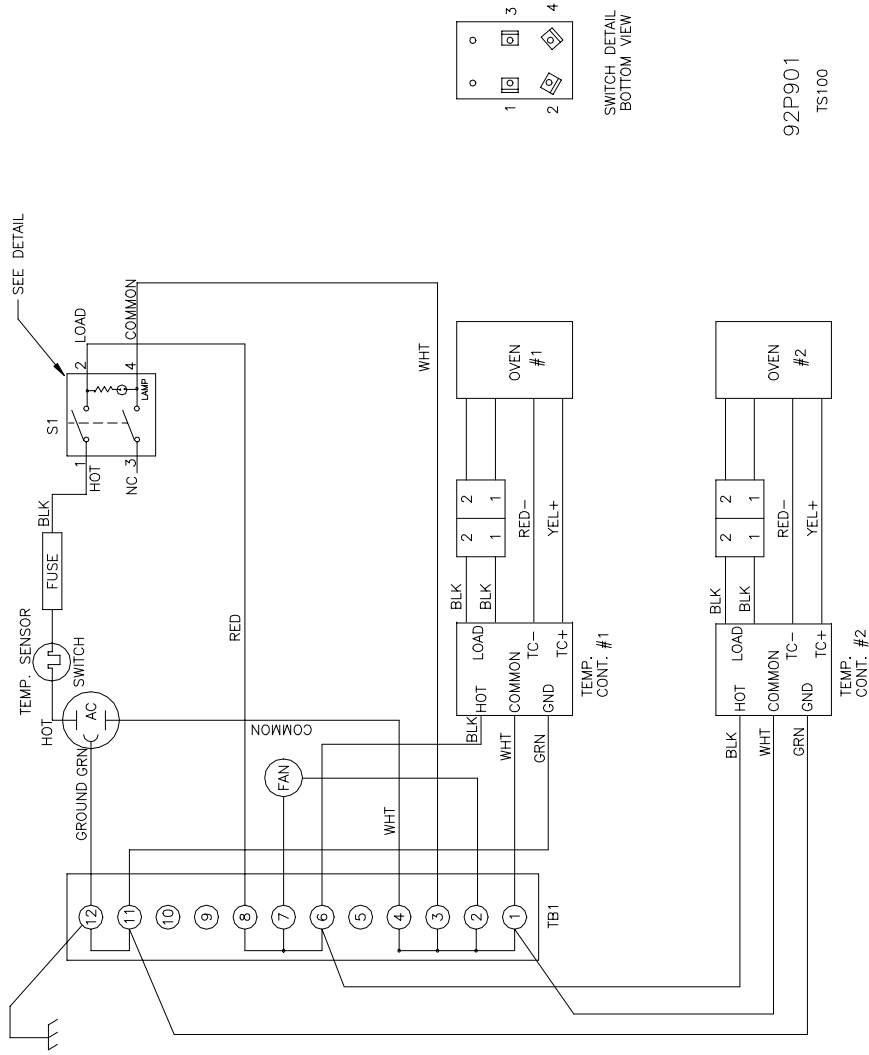 SEE DETAIL
3
4
1
2
SWITCH DETAIL
BOTTOM VIEW
92P901
TS100
S1
LAMP
1
HOT
NC 3
2
LOAD
4
COMMON
BLK
FUSE
TEMP. SENSOR
SWITCH
HOT
AC
GROUND GRN
COMMON
RED
WHT
WHT
FAN
12
11
10
9
8
7
6
5
4
3
2
1
TB1
BLK
WHT
GRN
HOT
COMMON
GND
LOAD
TC-
TC+
TEMP.
CONT. #1
BLK
BLK
2
2
1
1
RED-
YEL+
OVEN
#1
BLK
WHT
GRN
HOT
COMMON
GND
LOAD
TC-
TC+
TEMP.
CONT. #2
BLK
BLK
2
2
1
1
RED-
YEL+
OVEN
#2